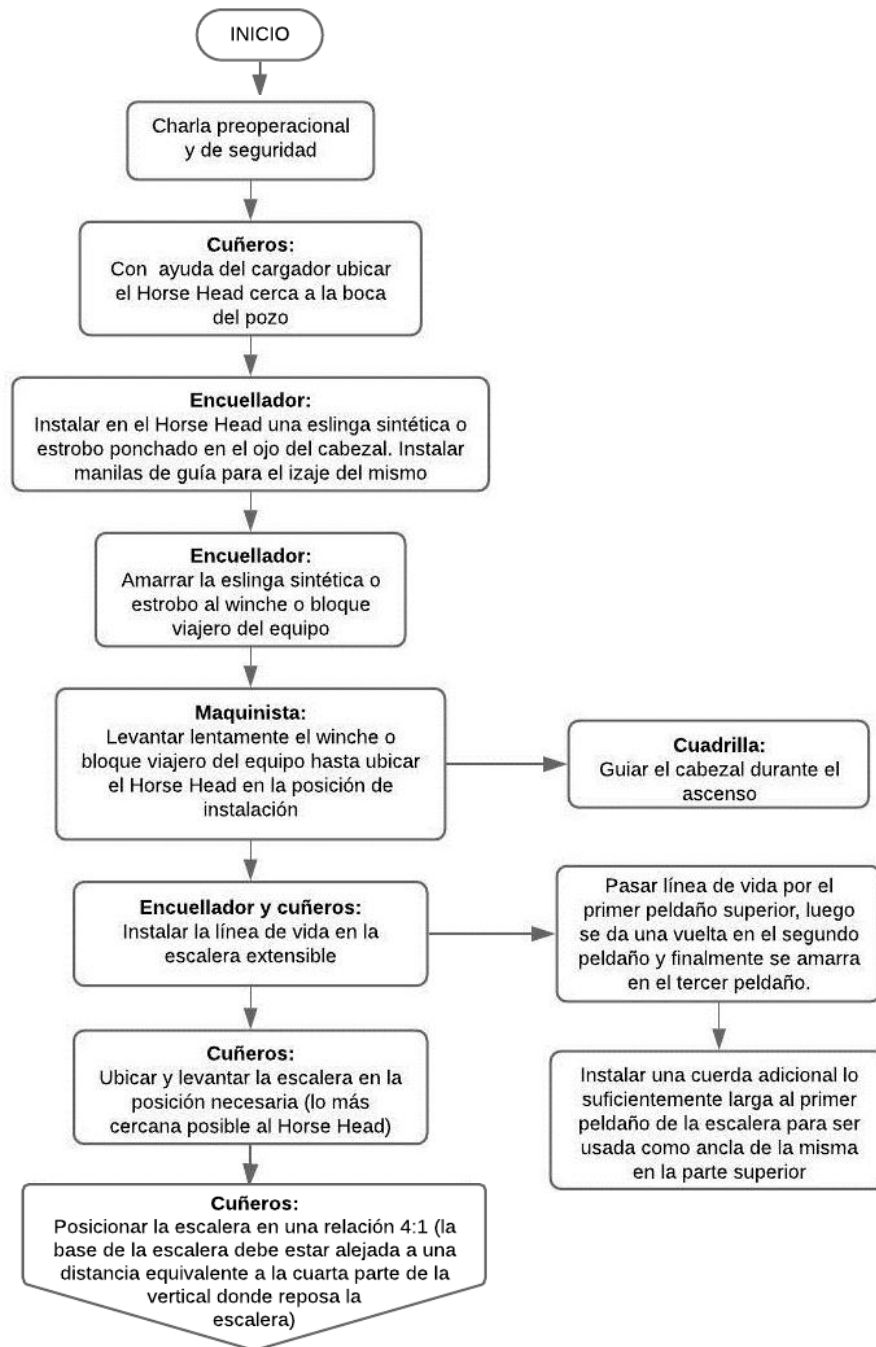 INICIO
Charla preoperacional
y de seguridad
Cuñeros:
Con ayuda del cargador ubicar
el Horse Head cerca a la boca
del pozo
Encuellador:
Instalar en el Horse Head una eslinga sintética o
estrobo ponchado en el ojo del cabezal. Instalar
manilas de guía para el izaje del mismo
Encuellador:
Amarrar la eslinga sintética o
estrobo al winche o bloque
viajero del equipo
Maquinista:
Levantar lentamente el winche o
bloque viajero del equipo hasta ubicar
el Horse Head en la posición de
instalación
Cuadrilla:
Guiar el cabezal durante el
ascenso
Encuellador y cuñeros:
Instalar la línea de vida en la
escalera extensible
Pasar línea de vida por el
primer peldaño superior, luego
se da una vuelta en el segundo
peldaño y finalmente se amarra
en el tercer peldaño.
Instalar una cuerda adicional lo
suficientemente larga al primer
peldaño de la escalera para ser
usada como ancla de la misma
en la parte superior
Cuñeros:
Ubicar y levantar la escalera en la
posición necesaria (lo más
cercana posible al Horse Head)
Cuñeros:
Posicionar la escalera en una relación 4:1 (la
base de la escalera debe estar alejada a una
distancia equivalente a la cuarta parte de la
vertical donde reposa la
escalera)